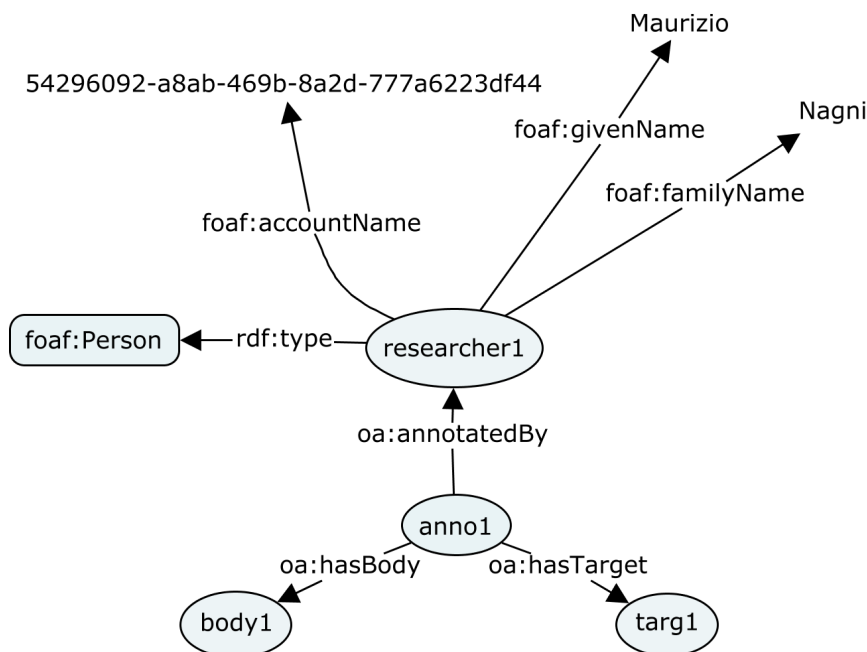 Maurizio
54296092-a8ab-469b-8a2d-777a6223df44
Nagni
foaf:givenName
foaf:familyName
foaf:accountName
foaf:Person
rdf:type
researcher1
oa:annotatedBy
anno1
oa:hasBody
oa:hasTarget
body1
targ1